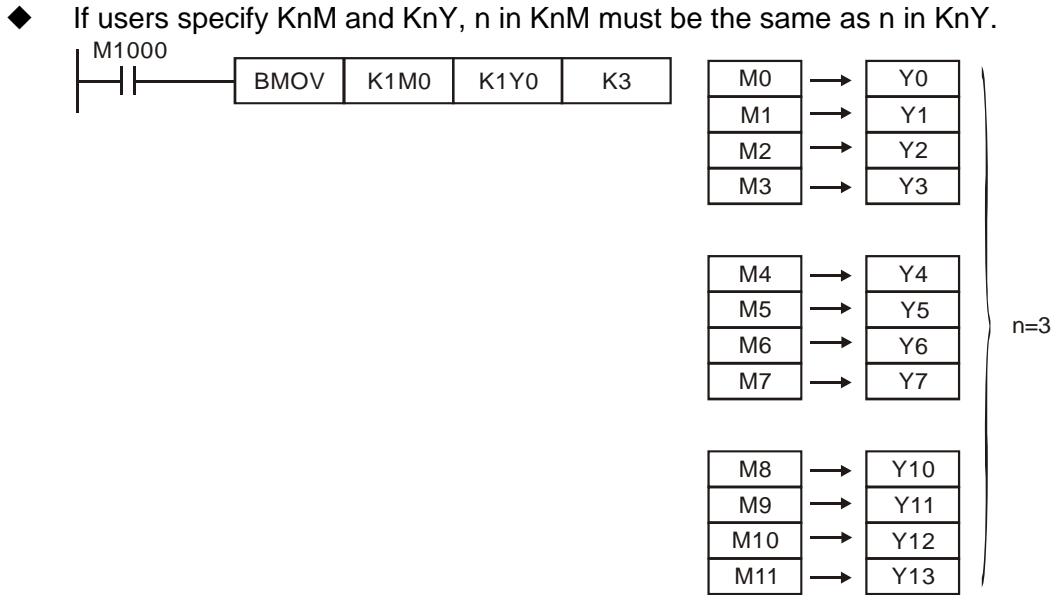 ◆ If users specify KnM and KnY, n in KnM must be the same as n in KnY.
M1000
BMOV K1M0 K1Y0 K3
M0 → Y0
M1 → Y1
M2 → Y2
M3 → Y3
M4 → Y4
M5 → Y5
M6 → Y6
M7 → Y7
n=3
M8 → Y10
M9 → Y11
M10 → Y12
M11 → Y13